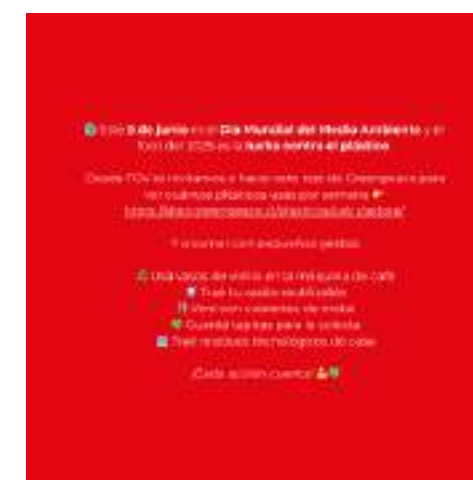 🌍 Este 5 de junio es el Día Mundial del Medio Ambiente y el
foco del 2025 es la lucha contra el plástico
Desde te invitamos a hacer este test de Greenpeace para
ver cuántos plásticos usás por semana 👉
Y a sumar con pequeños gestos:
♻️ Usá vasos de vidrio en la máquina de café
🥤 Traé tu vasito reutilizable
🍴 Vení con cubiertos de metal
💚 Guardá tapitas para la colecta
Traé residuos tecnológicos de casa
¡Cada acción cuenta! 💪💚